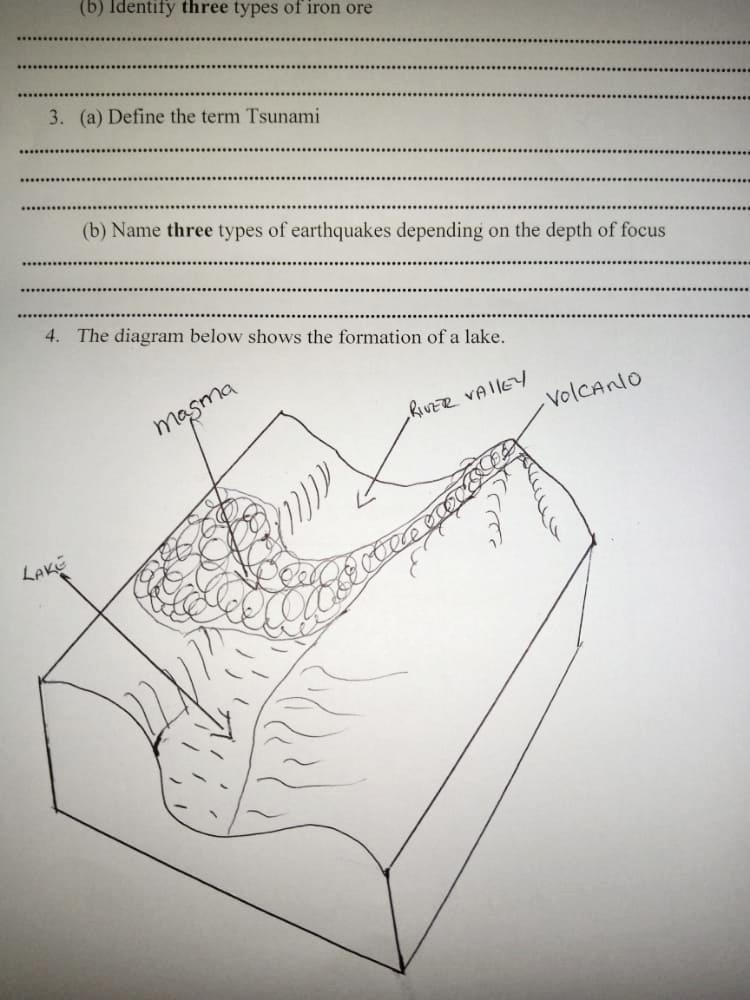 (b) Identify three types of iron ore
3. (a) Define the term Tsunami
(b) Name three types of earthquakes depending on the depth of focus
4. The diagram below shows the formation of a lake.
magma
RIVER VALLEY
VOLCANO
LAKE